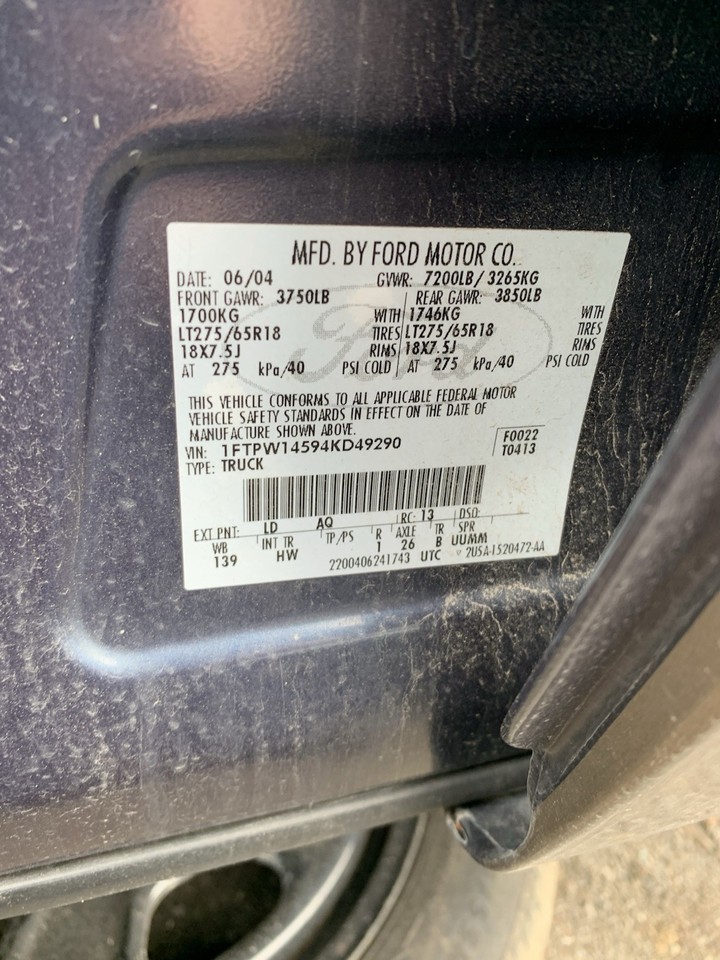 MFD. BY FORD MOTOR CO.
DATE: 06/04 GVWR: 7200LB/ 3265KG
FRONT GAWR: 3750LB REAR GAWR: 3850LB
1700KG WITH 1746KG WITH
LT275/65R18 TIRES LT275/65R18 TIRES
18X7.5J RIMS 18X7.5J RIMS
AT 275 kPa/40 PSI COLD AT 275 kPa/40 PSI COLD
Ford
THIS VEHICLE CONFORMS TO ALL APPLICABLE FEDERAL MOTOR
VEHICLE SAFETY STANDARDS IN EFFECT ON THE DATE OF
MANUFACTURE SHOWN ABOVE.
VIN: 1FTPW14594KD49290 F0022
TYPE: TRUCK T0413
EXT PNT: LD AQ RC: 13 DSO:
WB INT TR TP/PS R AXLE TR SPR
139 HW 1 26 B UUMM
2200406241743 UTC 2U5A-1520472-AA